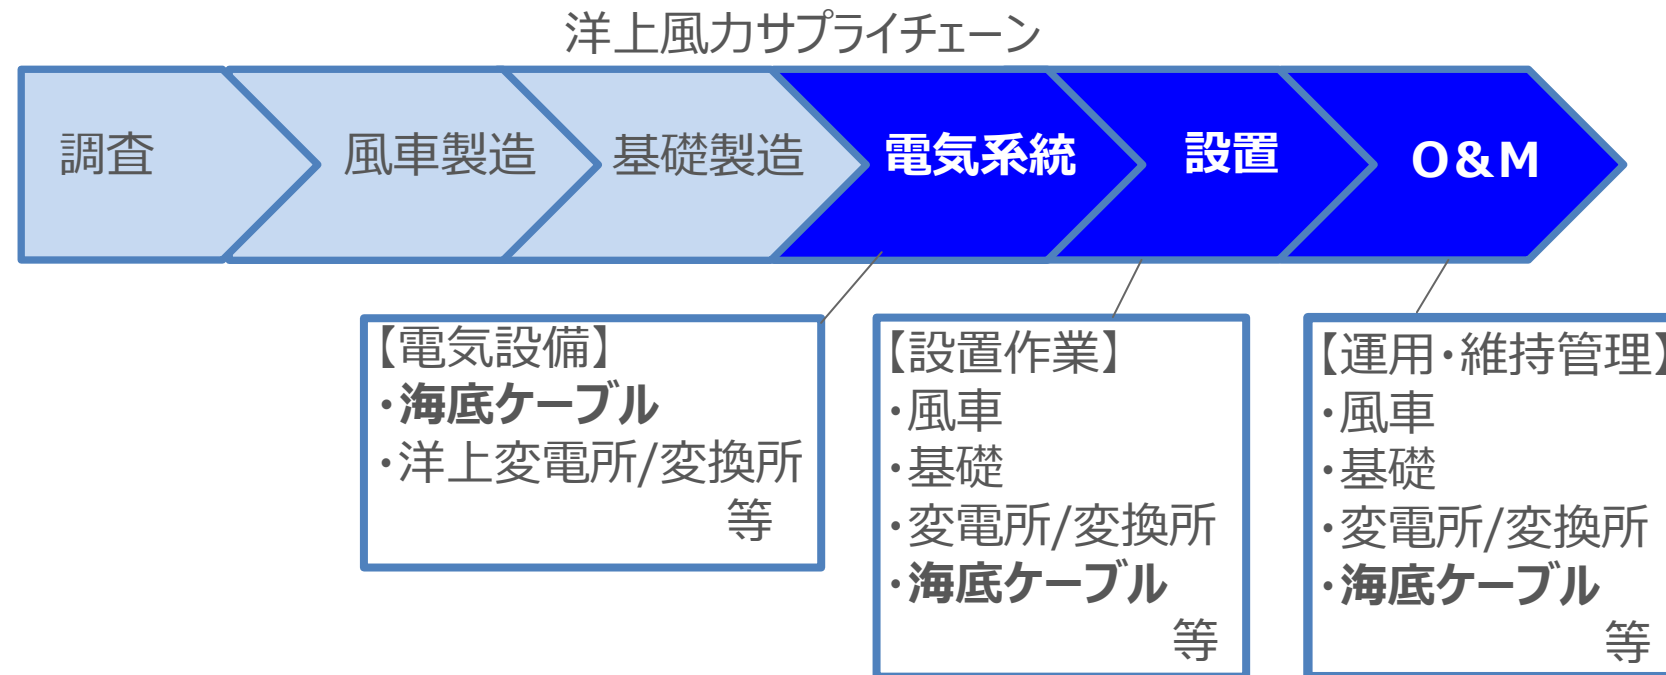 洋上風力サプライチェーン
調査
風車製造
基礎製造
電気系統
設置
O&M
【電気設備】
・海底ケーブル
・洋上変電所/変換所
等
【設置作業】
・風車
・基礎
・変電所/変換所
・海底ケーブル
等
【運用・維持管理】
・風車
・基礎
・変電所/変換所
・海底ケーブル
等